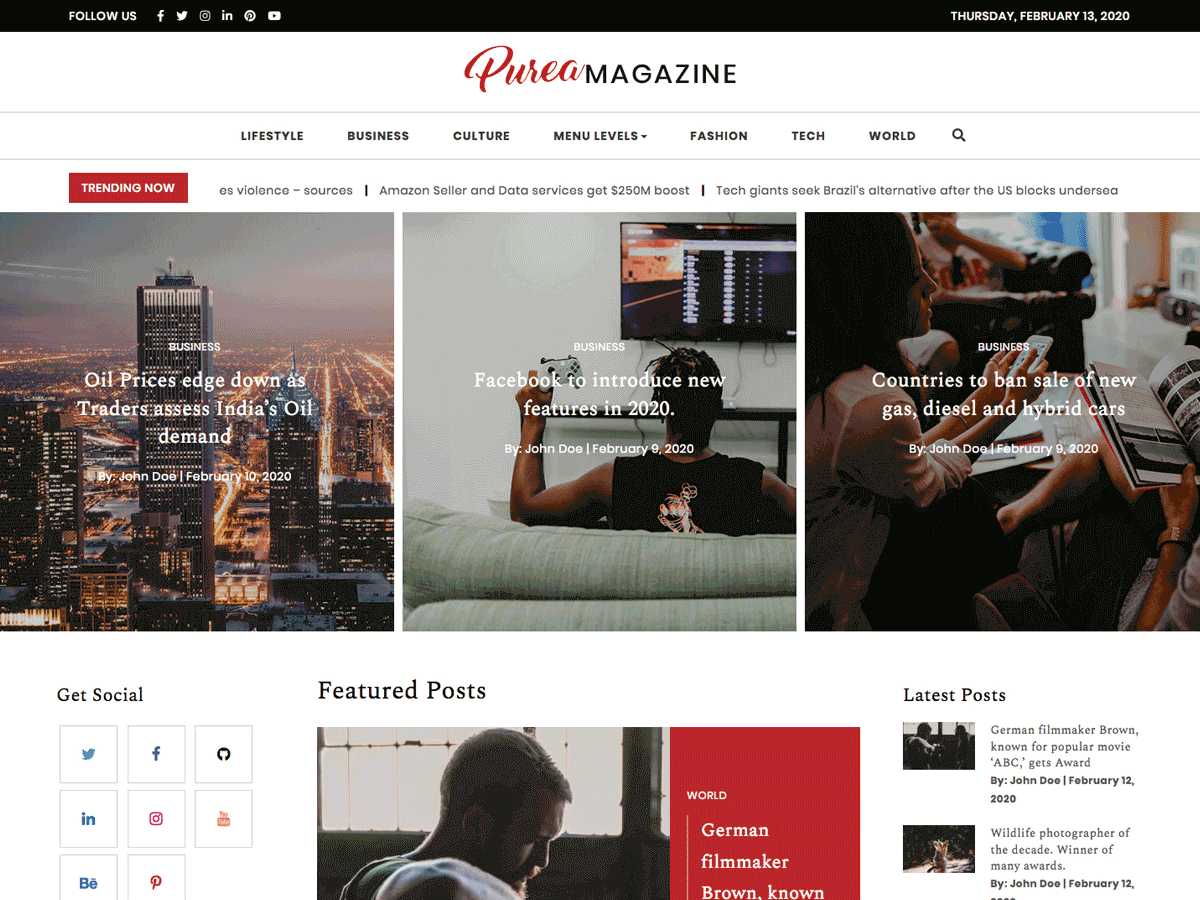 FOLLOW US
THURSDAY, FEBRUARY 13, 2020
Purea MAGAZINE
LIFESTYLE BUSINESS CULTURE MENU LEVELS FASHION TECH WORLD
TRENDING NOW
es violence – sources | Amazon Seller and Data services get $250M boost | Tech giants seek Brazil's alternative after the US blocks undersea
BUSINESS
Oil Prices edge down as
Traders assess India's Oil
demand
By: John Doe | February 10, 2020
BUSINESS
Facebook to introduce new
features in 2020.
By: John Doe | February 9, 2020
BUSINESS
Countries to ban sale of new
gas, diesel and hybrid cars
By: John Doe | February 9, 2020
Get Social
in
You
Tube
Bē
Featured Posts
WORLD
German
filmmaker
Brown, known
Latest Posts
German filmmaker Brown,
known for popular movie
‘ABC,’ gets Award
By: John Doe | February 12,
2020
Wildlife photographer of
the decade. Winner of
many awards.
By: John Doe | February 12,